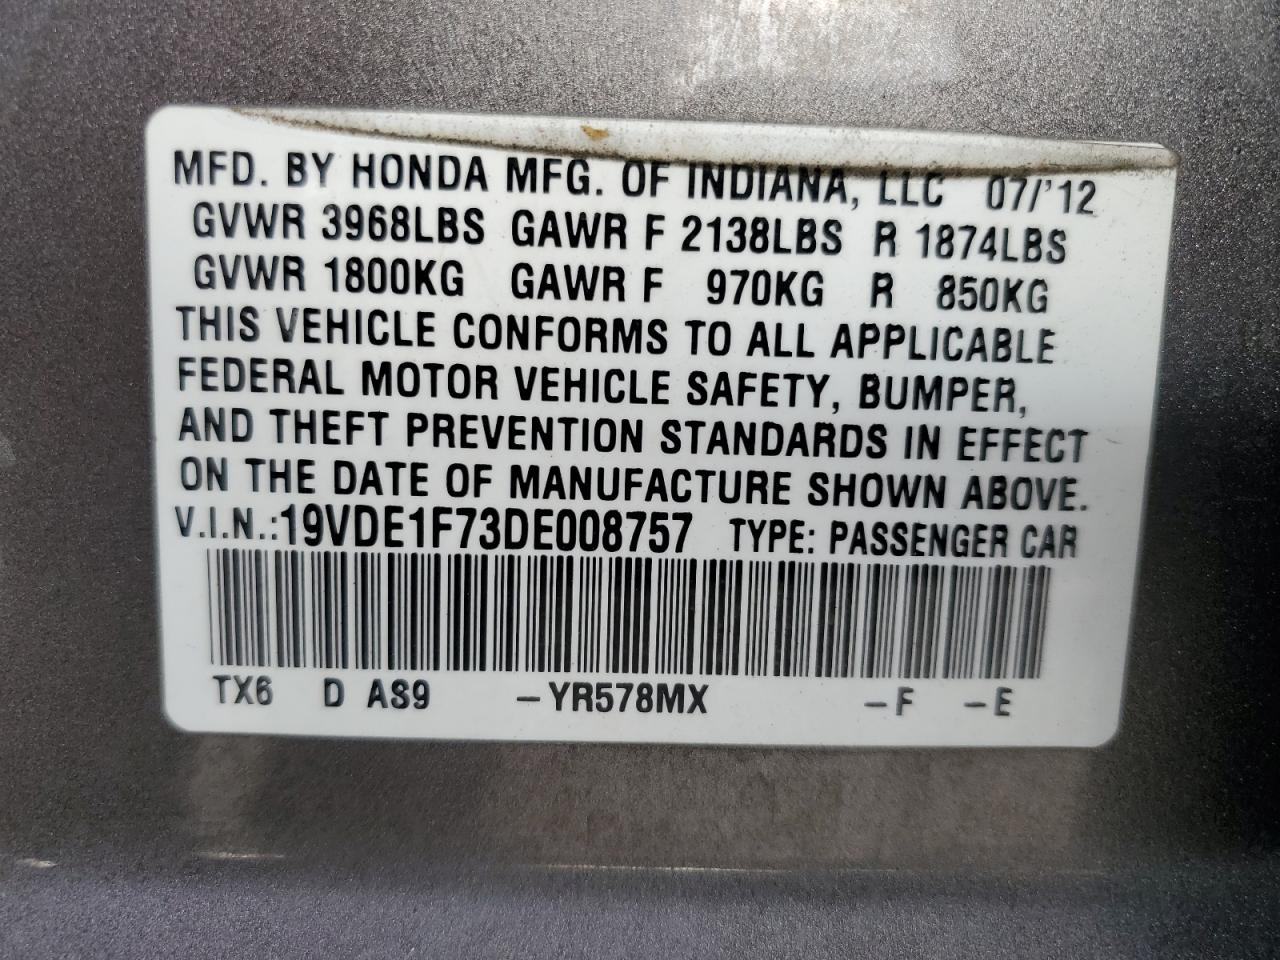 MFD. BY HONDA MFG. OF INDIANA, LLC 07/'12
GVWR 3968LBS GAWR F 2138LBS R 1874LBS
GVWR 1800KG GAWR F 970KG R 850KG
THIS VEHICLE CONFORMS TO ALL APPLICABLE
FEDERAL MOTOR VEHICLE SAFETY, BUMPER,
AND THEFT PREVENTION STANDARDS IN EFFECT
ON THE DATE OF MANUFACTURE SHOWN ABOVE.
V.I.N.:19VDE1F73DE008757 TYPE: PASSENGER CAR
TX6 D AS9 -YR578MX -F -E